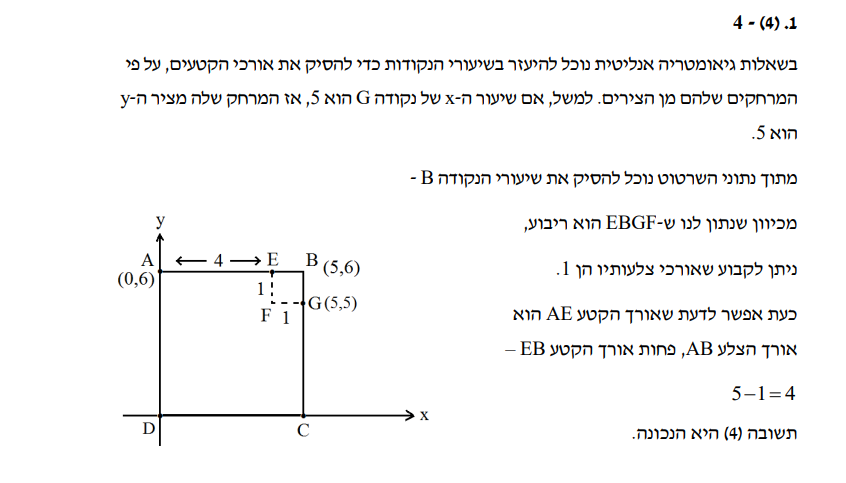 1. (4) - 4
בשאלות גיאומטריה אנליטית נוכל להיעזר בשיעורי הנקודות כדי להסיק את אורכי הקטעים, על פי
המרחקים שלהם מן הצירים. למשל, אם שיעור ה-x של נקודה G הוא 5, אז המרחק שלה מציר ה-y
הוא 5.
מתוך נתוני השרטוט נוכל להסיק את שיעורי הנקודה B -
מכיוון שנתון לנו ש-EBGF הוא ריבוע,
ניתן לקבוע שאורכי צלעותיו הן 1.
כעת אפשר לדעת שאורך הקטע AE הוא
אורך הצלע AB, פחות אורך הקטע EB –
5−1=4
תשובה (4) היא הנכונה.
y
A 4 E B (5,6)
(0,6)
1
G(5,5)
F 1
x
D C